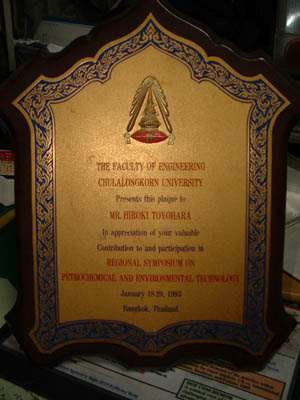 THE FACULTY OF ENGINEERING
CHULALONGKORN UNIVERSITY
Presents this plaque to
MR. HIROKI TOYOHARA
In appreciation of your valuable
Contribution to and participation in
REGIONAL SYMPOSIUM ON
PETROCHEMICAL AND ENVIRONMENTAL TECHNOLOGY
January 18-20, 1993
Bangkok, Thailand